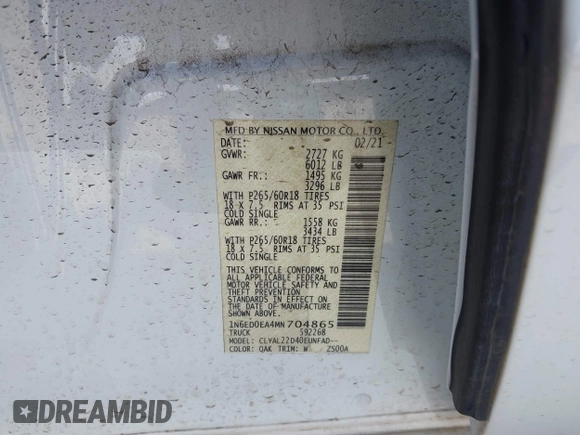 MFD BY NISSAN MOTOR CO., LTD.
DATE: 02/21
GVWR: 2727 KG
6012 LB
GAWR FR.: 1495 KG
3296 LB
WITH P265/60R18 TIRES
18 X 7.5 RIMS AT 35 PSI
COLD SINGLE
GAWR RR.: 1558 KG
3434 LB
WITH P265/60R18 TIRES
18 X 7.5 RIMS AT 35 PSI
COLD SINGLE
THIS VEHICLE CONFORMS TO
ALL APPLICABLE FEDERAL
MOTOR VEHICLE SAFETY AND
THEFT PREVENTION
STANDARDS IN EFFECT ON
THE DATE OF MANUFACTURE
SHOWN ABOVE.
1N6ED0EA4MN704865
TRUCK 592268
MODEL: CLYAL22D40EUNFAD--
COLOR: QAK TRIM: W ZS00A
DREAMBID